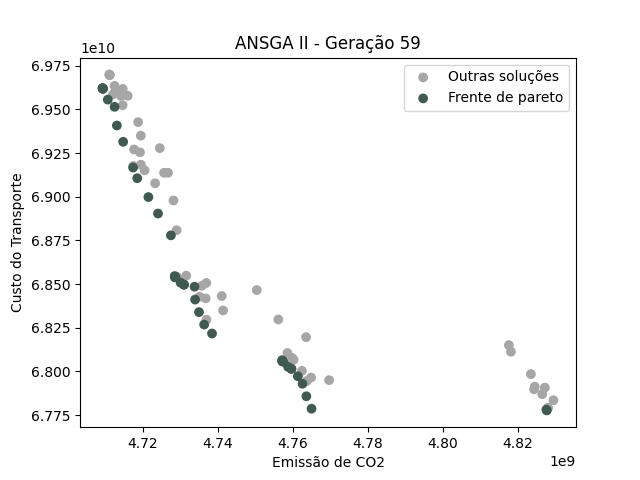 ANSGA II - Geração 59
1e10
6.975
6.950
6.925
6.900
6.875
6.850
6.825
6.800
6.775
Custo do Transporte
Outras soluções
Frente de pareto
4.72 4.74 4.76 4.78 4.80 4.82
Emissão de CO2
1e9